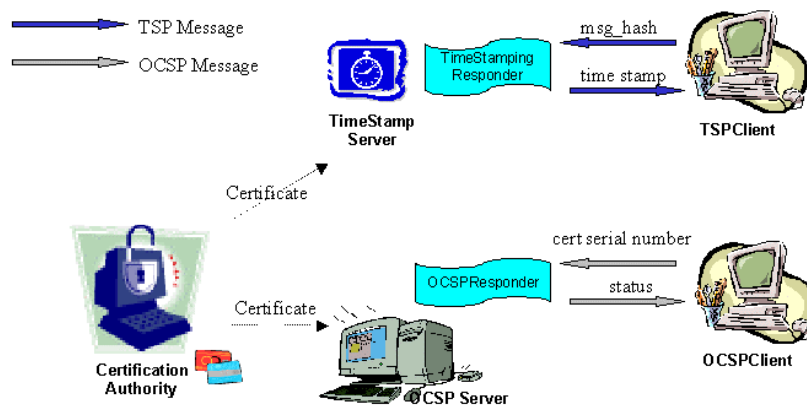 TSP Message
OCSP Message
msg_hash
TimeStamping
Responder
time stamp
TimeStamp
Server
TSPClient
Certificate
cert serial number
OCSPResponder
status
Certificate
Certification
Authority
OCSP Server
OCSPClient